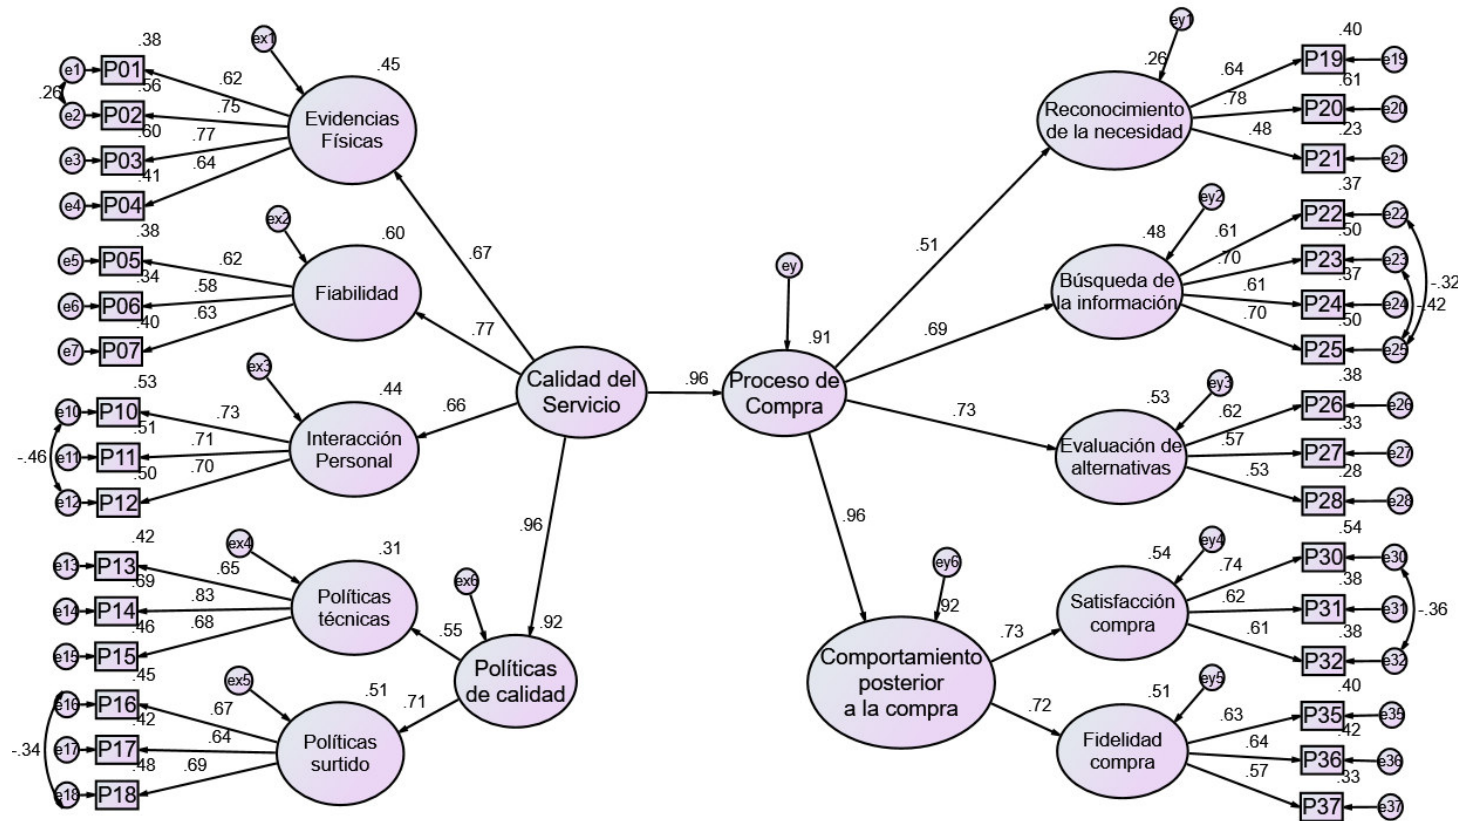 .38
ex1
.45
e1
P01
.62
.26
.56
e2
P02
.75
.60
e3
P03
.77
.41
e4
P04
.64
Evidencias
Físicas
.38
ex2
.60
.67
e5
P05
.62
.34
e6
P06
.58
.40
e7
P07
.63
Fiabilidad
.77
.53
ex3
.44
e10
P10
.73
.51
-.46
e11
P11
.71
.50
e12
P12
.70
Interacción
Personal
.66
Calidad del
Servicio
.96
.96
.42
ex4
.31
e13
P13
.65
.69
e14
P14
.83
.46
e15
P15
.68
Políticas
técnicas
.55
ex6
.92
Políticas
de calidad
.45
ex5
.51
.71
e16
P16
.67
.42
-.34
e17
P17
.64
.48
e18
P18
.69
Políticas
surtido
ey
.91
Proceso de
Compra
ey1
.26
.40
Reconocimiento
de la necesidad
.64
P19
e19
.61
.78
P20
e20
.23
.48
P21
e21
.51
ey2
.48
.37
Búsqueda de
la información
.61
P22
e22
.50
.70
P23
e23
.37
.61
P24
e24
.50
.70
P25
e25
-.32
-.42
.69
ey3
.53
.38
Evaluación de
alternativas
.62
P26
e26
.33
.57
P27
e27
.28
.53
P28
e28
.73
.96
ey6
.92
Comportamiento
posterior
a la compra
ey4
.54
.54
Satisfacción
compra
.74
P30
e30
.38
.62
P31
e31
-.36
.38
.61
P32
e32
.73
ey5
.51
.40
Fidelidad
compra
.63
P35
e35
.42
.64
P36
e36
.33
.57
P37
e37
.72